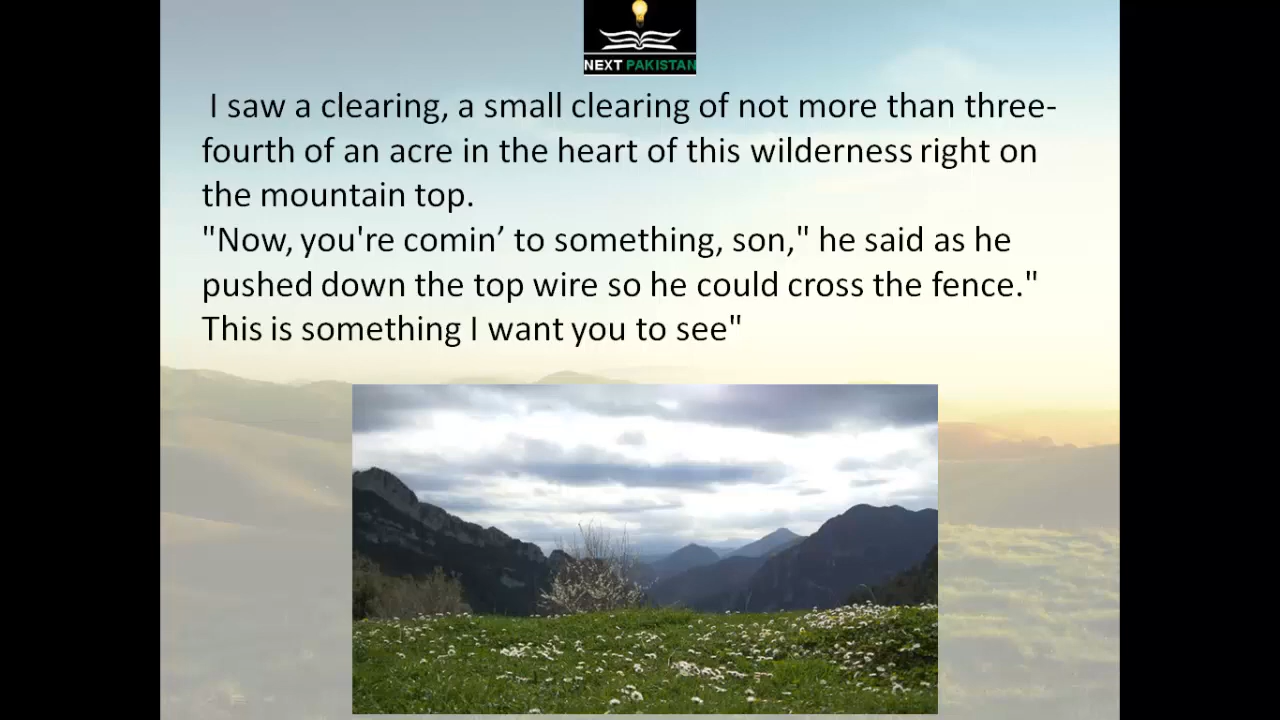 NEXT PAKISTAN
I saw a clearing, a small clearing of not more than three-
fourth of an acre in the heart of this wilderness right on
the mountain top.
"Now, you're comin’ to something, son," he said as he
pushed down the top wire so he could cross the fence."
This is something I want you to see"